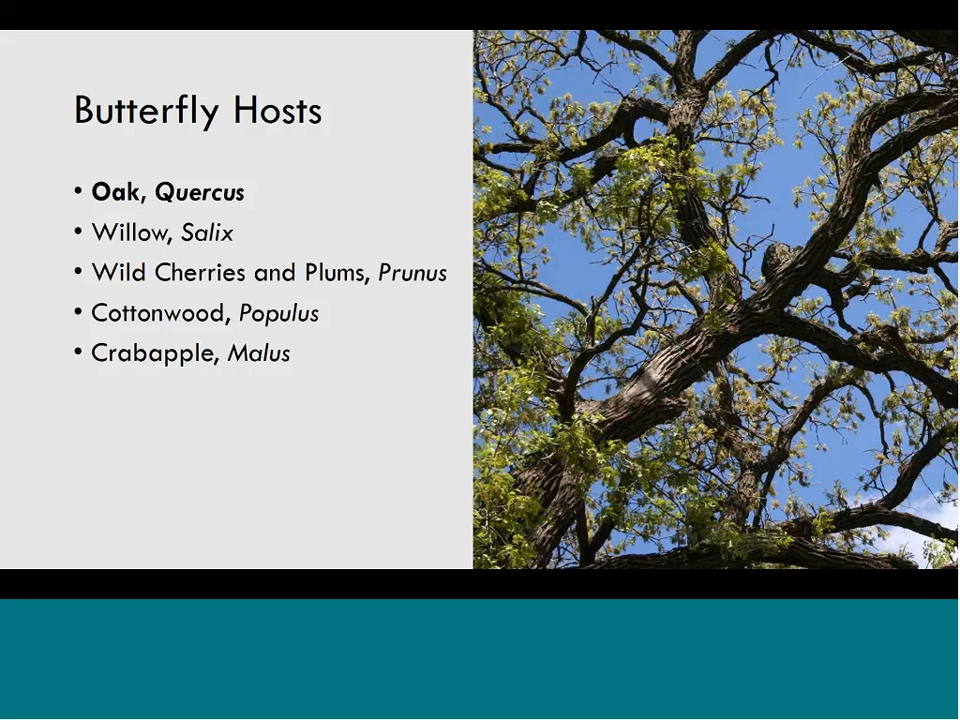 Butterfly Hosts
• Oak, Quercus
• Willow, Salix
• Wild Cherries and Plums, Prunus
• Cottonwood, Populus
• Crabapple, Malus